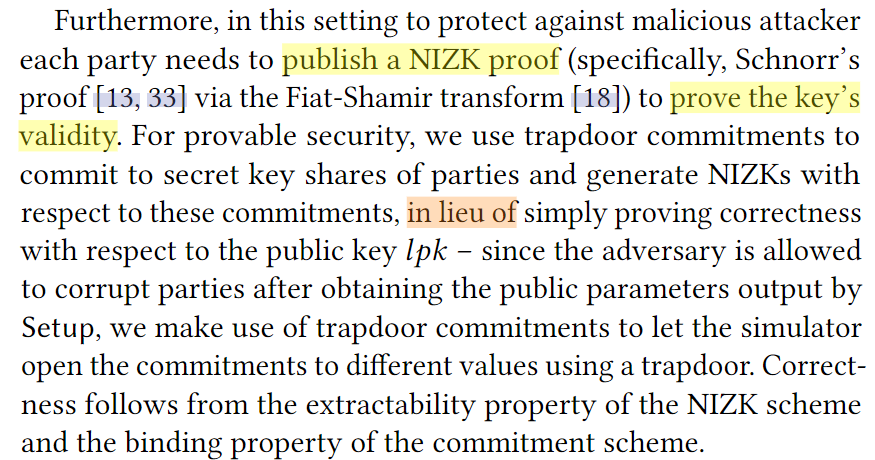 Furthermore, in this setting to protect against malicious attacker
each party needs to publish a NIZK proof (specifically, Schnorr's
proof [13, 33] via the Fiat-Shamir transform [18]) to prove the key's
validity. For provable security, we use trapdoor commitments to
commit to secret key shares of parties and generate NIZKs with
respect to these commitments, in lieu of simply proving correctness
with respect to the public key lpk – since the adversary is allowed
to corrupt parties after obtaining the public parameters output by
Setup, we make use of trapdoor commitments to let the simulator
open the commitments to different values using a trapdoor. Correct-
ness follows from the extractability property of the NIZK scheme
and the binding property of the commitment scheme.